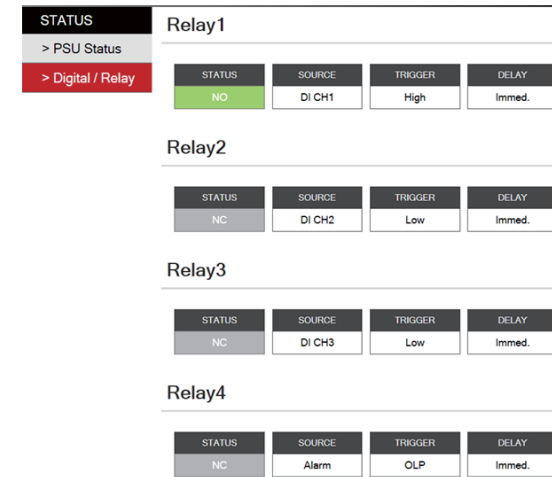 STATUS
> PSU Status
> Digital / Relay
Relay1
STATUS SOURCE TRIGGER DELAY
NO DI CH1 High Immed.
Relay2
STATUS SOURCE TRIGGER DELAY
NC DI CH2 Low Immed.
Relay3
STATUS SOURCE TRIGGER DELAY
NC DI CH3 Low Immed.
Relay4
STATUS SOURCE TRIGGER DELAY
NC Alarm OLP Immed.